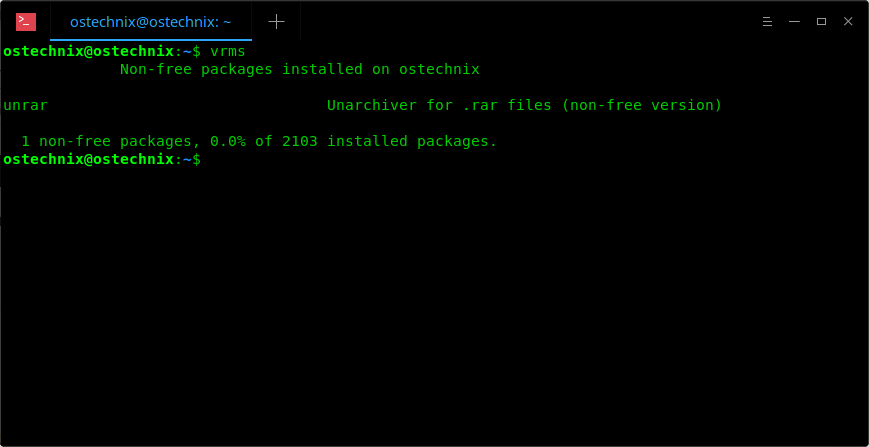 ostechnix@ostechnix: ~
ostechnix@ostechnix:~$ vrms
Non-free packages installed on ostechnix
unrar Unarchiver for .rar files (non-free version)
1 non-free packages, 0.0% of 2103 installed packages.
ostechnix@ostechnix:~$